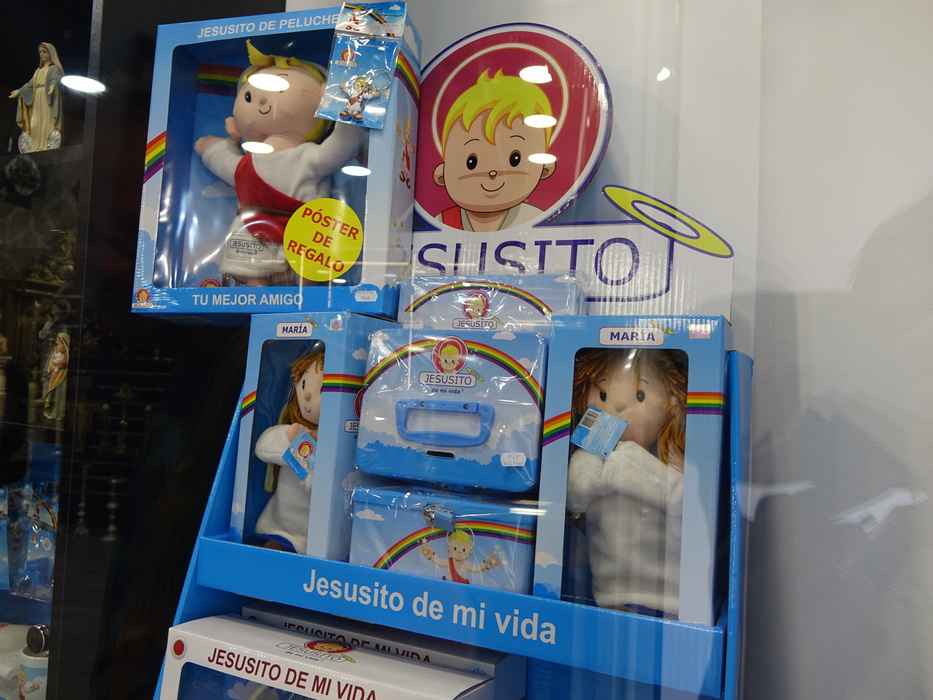 JESUSITO DE PELUCHE
PÓSTER
DE
REGALO
JESUSITO
TU MEJOR AMIGO
JESUSITO
MARÍA
JESUSITO
MARÍA
JESUSITO
de mi vida
Jesusito de mi vida
JESUSITO DE MI VIDA
JESUSITO DE MI VIDA